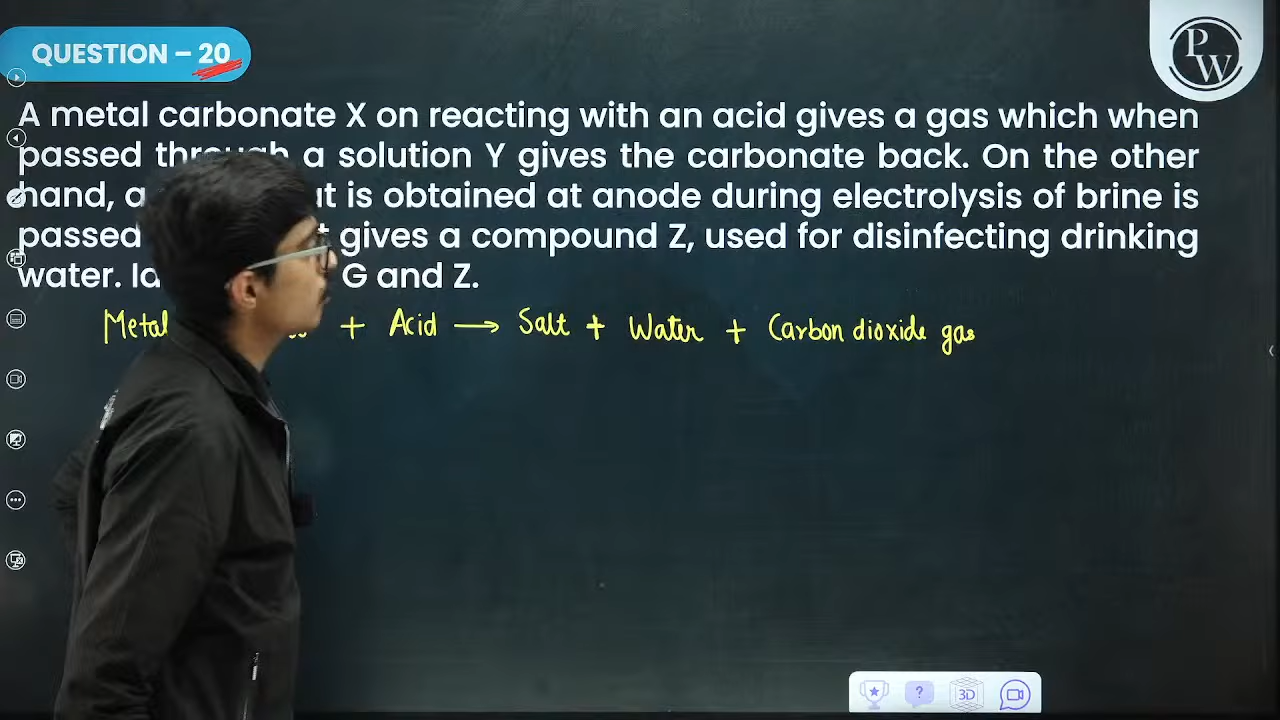 QUESTION – 20
PW
A metal carbonate X on reacting with an acid gives a gas which when
passed through a solution Y gives the carbonate back. On the other
hand, a is obtained at anode during electrolysis of brine is
passed gives a compound Z, used for disinfecting drinking
water. G and Z.
Metal + Acid → Salt + Water + Carbon dioxide gas
?
3D